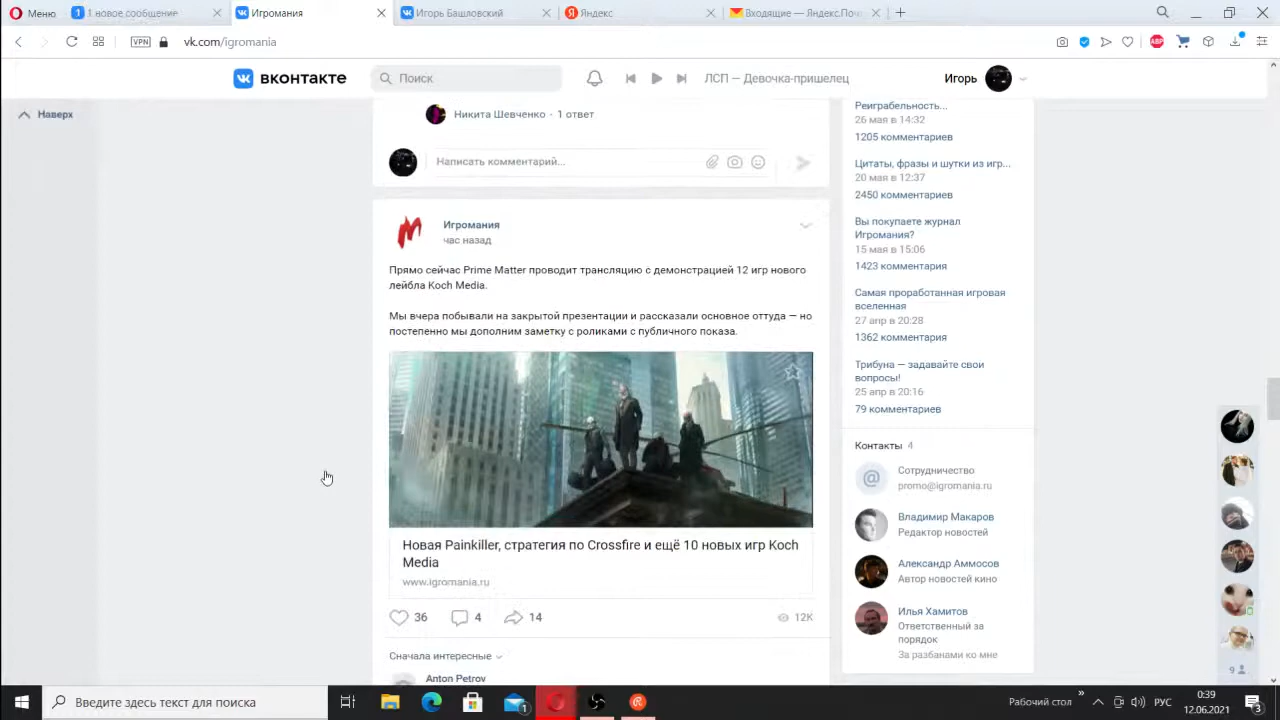 1 новое сообщение
Игромания
Игорь Башловский
Яндекс
Входящие — Яндекс.Поч
VPN
vk.com/igromania
ABP
вконтакте
Поиск
ЛСП — Девочка-пришелец
Игорь
Наверх
Никита Шевченко · 1 ответ
Написать комментарий...
Игромания
час назад
Прямо сейчас Prime Matter проводит трансляцию с демонстрацией 12 игр нового
лейбла Koch Media.
Мы вчера побывали на закрытой презентации и рассказали основное оттуда — но
постепенно мы дополним заметку с роликами с публичного показа.
Новая Painkiller, стратегия по Crossfire и ещё 10 новых игр Koch
Media
www.igromania.ru
36
4
14
12K
Сначала интересные
Anton Petrov
Реиграбельность...
26 мая в 14:32
1205 комментариев
Цитаты, фразы и шутки из игр...
20 мая в 12:37
2450 комментариев
Вы покупаете журнал
Игромания?
15 мая в 15:06
1423 комментария
Самая проработанная игровая
вселенная
27 апр в 20:28
1362 комментария
Трибуна — задавайте свои
вопросы!
25 апр в 20:16
79 комментариев
Контакты 4
Сотрудничество
promo@igromania.ru
Владимир Макаров
Редактор новостей
Александр Аммосов
Автор новостей кино
Илья Хамитов
Ответственный за
порядок
За разбанами ко мне
9
Введите здесь текст для поиска
1
Рабочий стол
РУС
0:39
12.06.2021
3